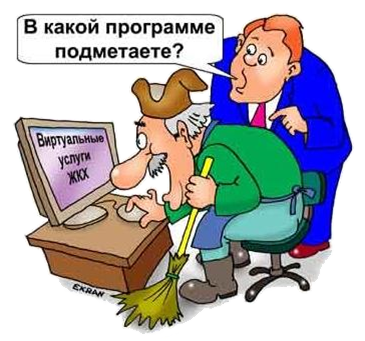 В какой программе
подметаете?
Виртуальные
услуги
ЖКХ
EKRAN